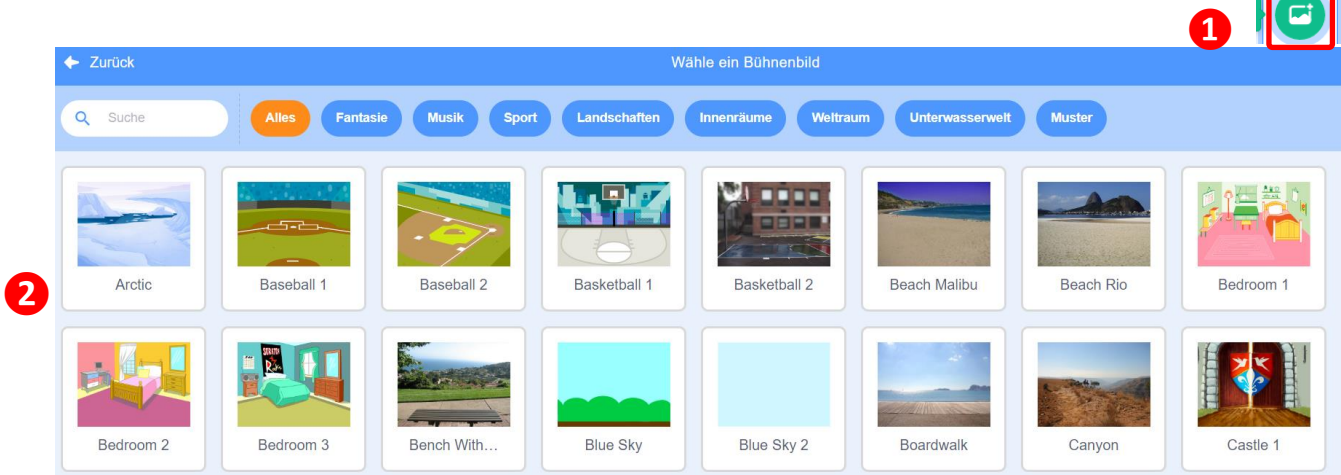 1
Zurück
Wähle ein Bühnenbild
Suche
Alles
Fantasie
Musik
Sport
Landschaften
Innenräume
Weltraum
Unterwasserwelt
Muster
2
Arctic
Baseball 1
Baseball 2
Basketball 1
Basketball 2
Beach Malibu
Beach Rio
Bedroom 1
SCRATCH
Bedroom 2
Bedroom 3
Bench With…
Blue Sky
Blue Sky 2
Boardwalk
Canyon
Castle 1